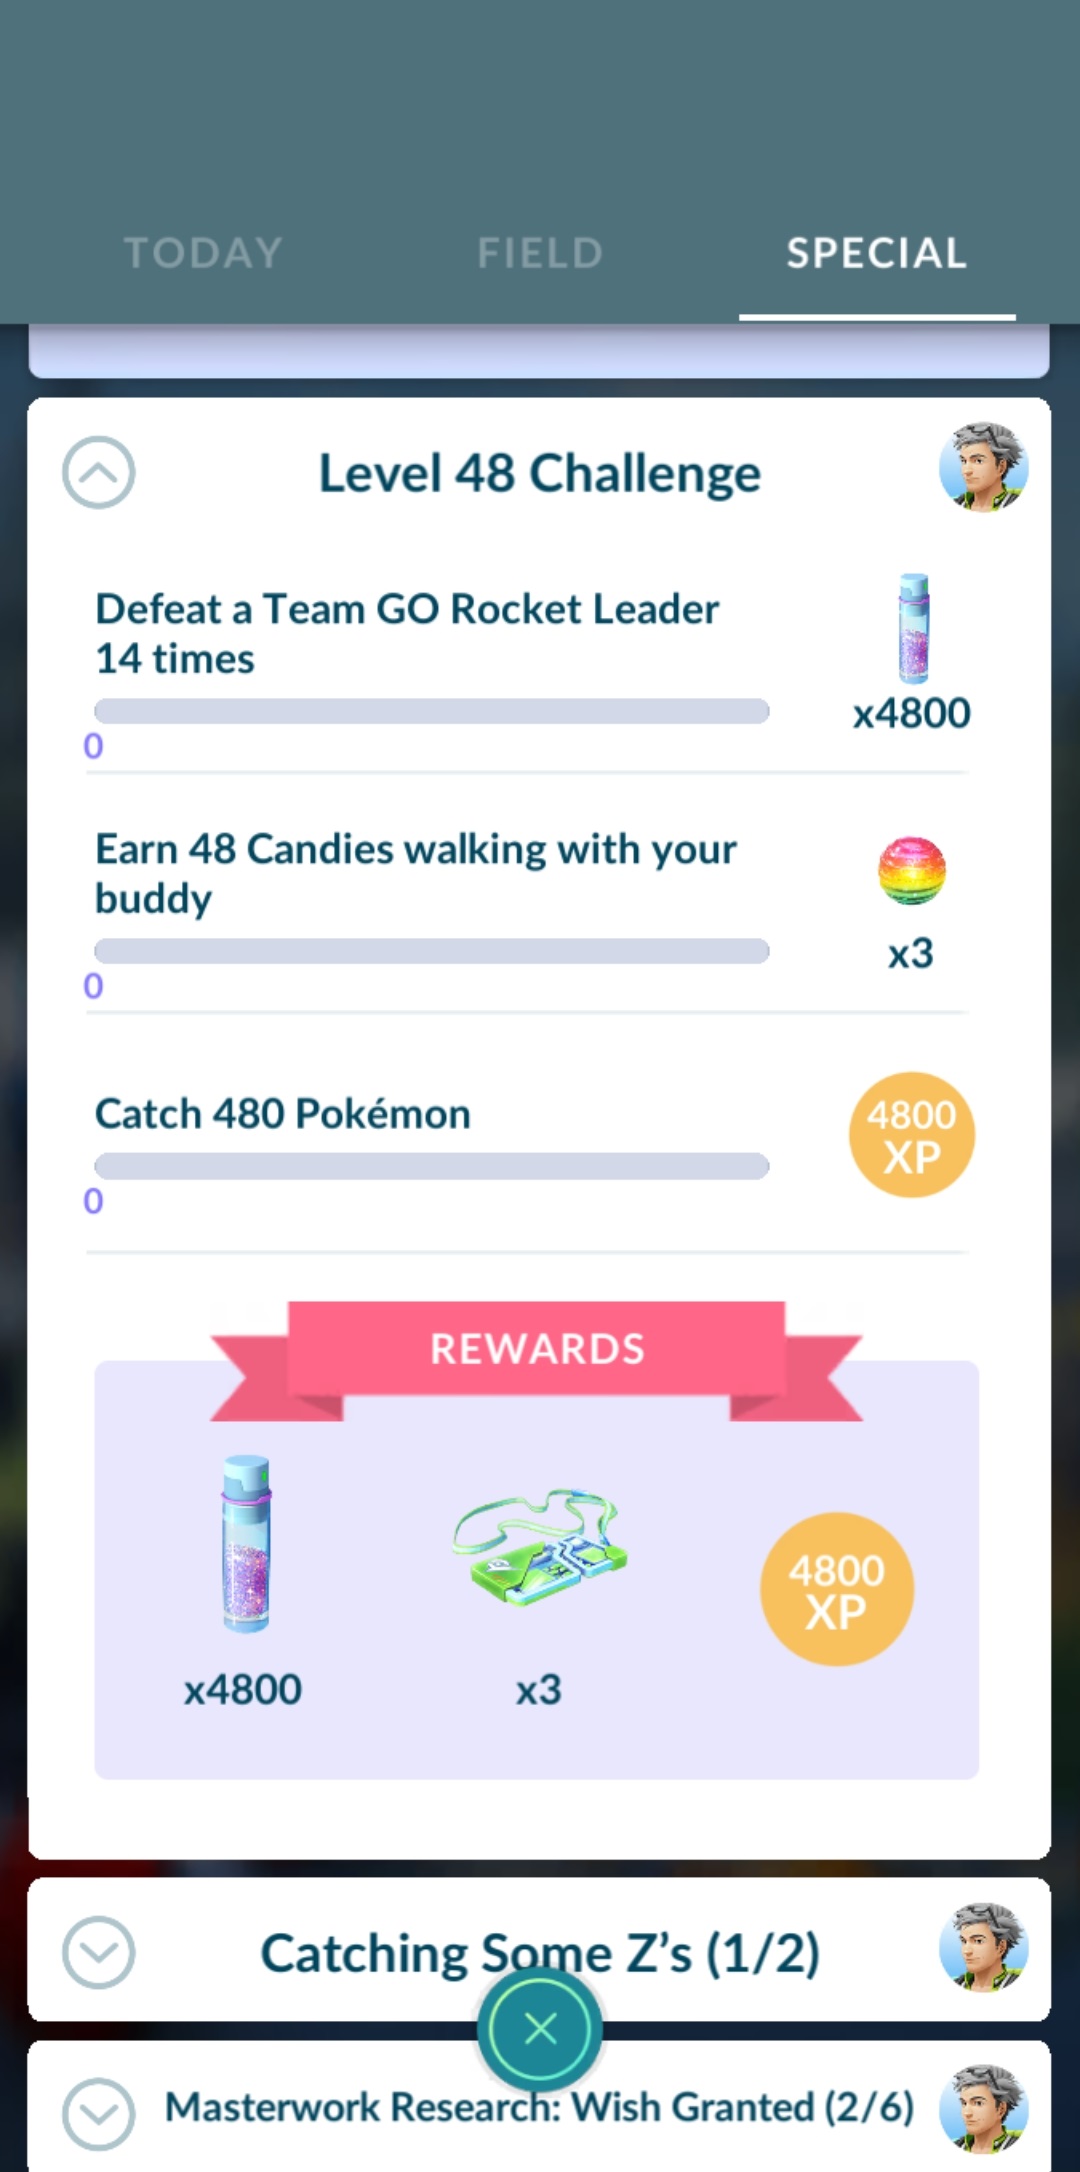 TODAY FIELD SPECIAL
Level 48 Challenge
Defeat a Team GO Rocket Leader
14 times
x4800
0
Earn 48 Candies walking with your
buddy
x3
0
Catch 480 Pokémon
4800
XP
0
REWARDS
4800
XP
x4800 x3
Catching Some Z’s (1/2)
Masterwork Research: Wish Granted (2/6)